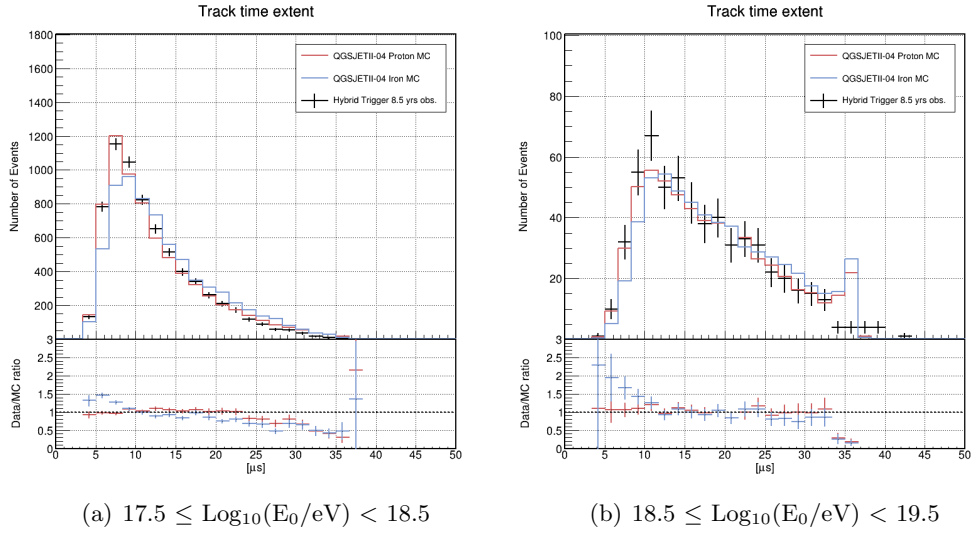 Track time extent
Number of Events
1800
1600
1400
1200
1000
800
600
400
200
QGSJETII-04 Proton MC
QGSJETII-04 Iron MC
Hybrid Trigger 8.5 yrs obs.
Data/MC ratio
3
2.5
2
1.5
1
0.5
0
0 5 10 15 20 25 30 35 40 45 50
[μs]
(a) 17.5 ≤ Log₁₀(E₀/eV) < 18.5
Track time extent
Number of Events
100
80
60
40
20
QGSJETII-04 Proton MC
QGSJETII-04 Iron MC
Hybrid Trigger 8.5 yrs obs.
Data/MC ratio
3
2.5
2
1.5
1
0.5
0
0 5 10 15 20 25 30 35 40 45 50
[μs]
(b) 18.5 ≤ Log₁₀(E₀/eV) < 19.5